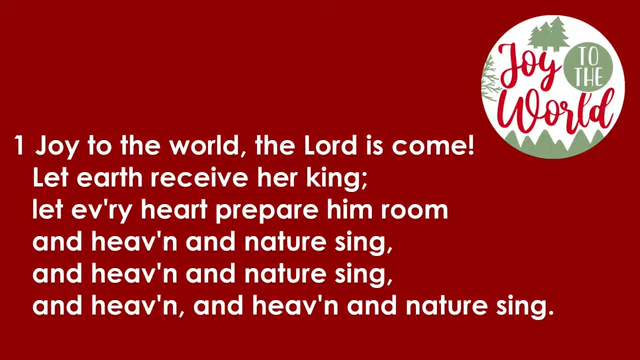 Joy
TO
THE
World
1 Joy to the world, the Lord is come!
Let earth receive her king;
let ev'ry heart prepare him room
and heav'n and nature sing,
and heav'n and nature sing,
and heav'n, and heav'n and nature sing.